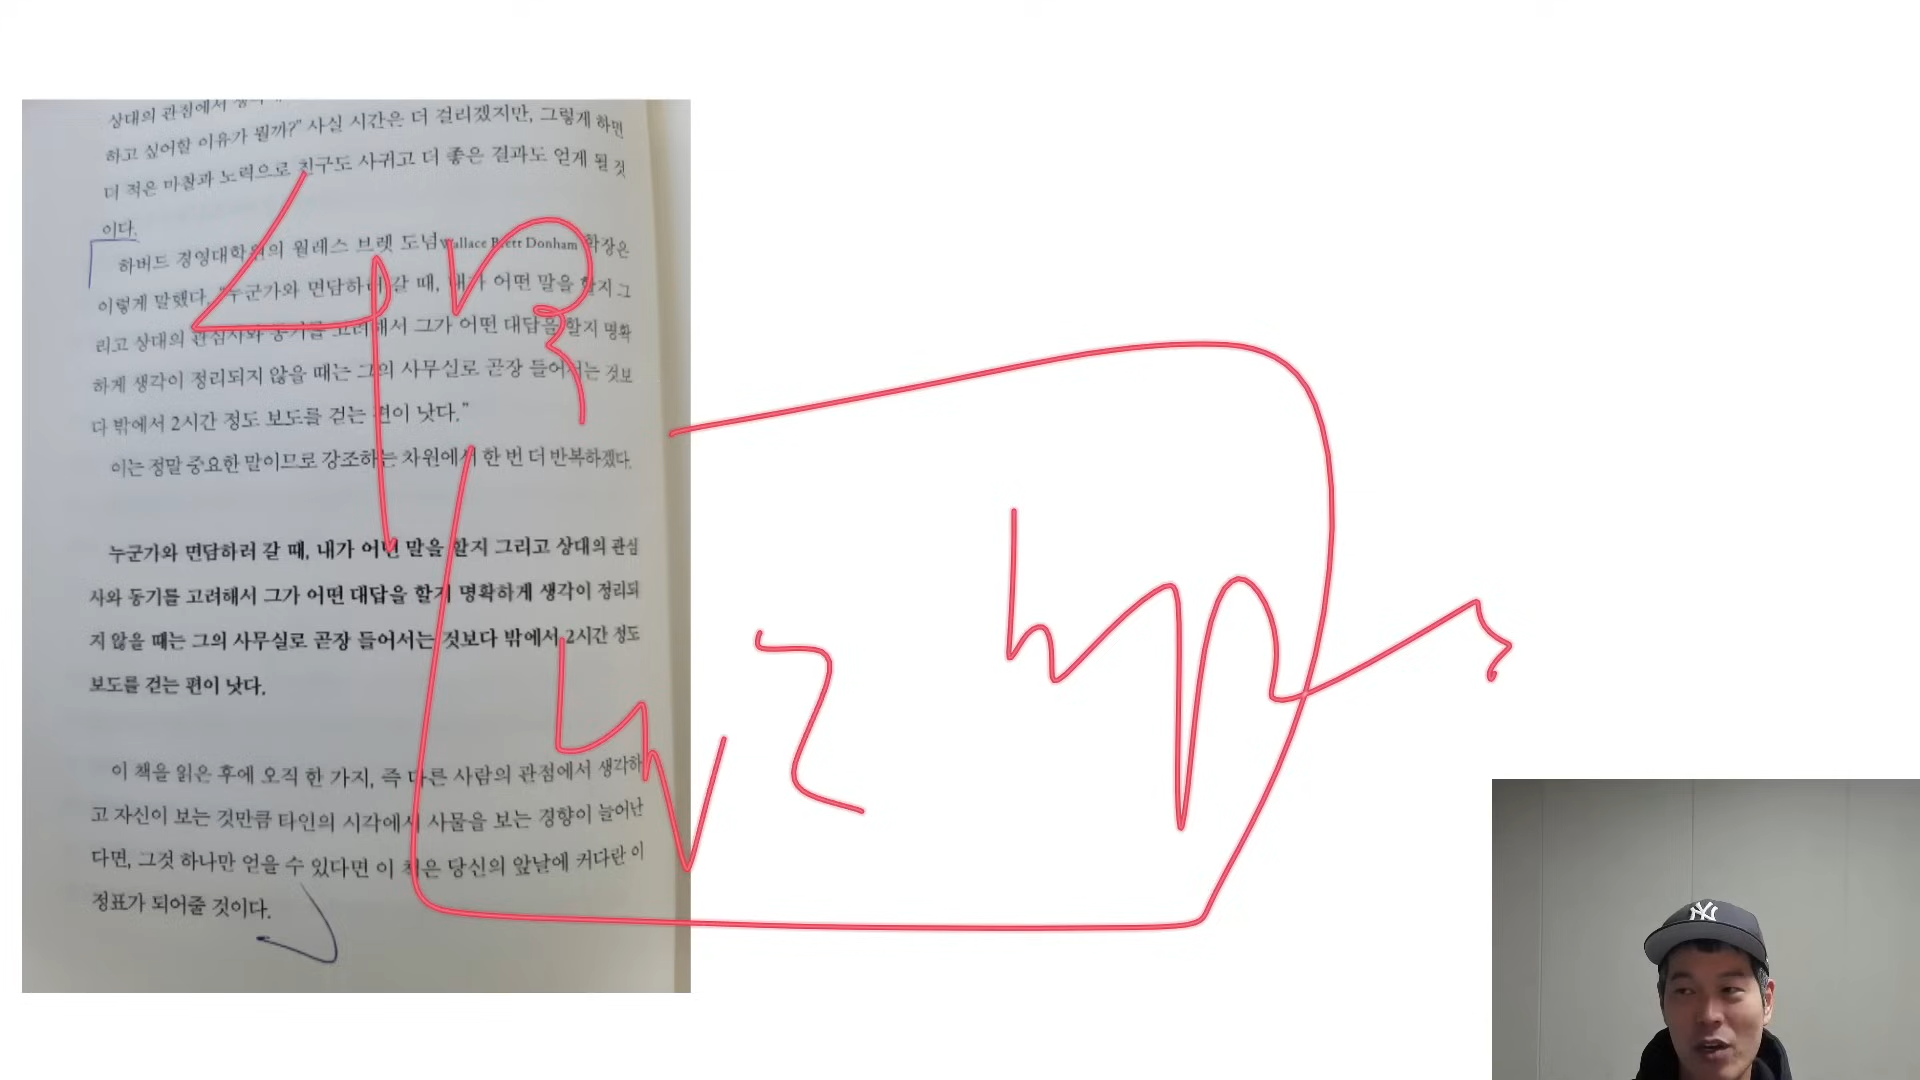 상대의 관점에서
하고 싶어할 이유가 뭘까?” 사실 시간은 더 걸리겠지만, 그렇게 하면
더 적은 마찰과 노력으로 친구도 사귀고 더 좋은 결과도 얻게 될 것
이다.
하버드 경영대학원의 월레스 브렛 도넘Wallace Brett Donham 학장은
이렇게 말했다. “누군가와 면담하러 갈 때, 내가 어떤 말을 할지 그
리고 상대의 관심사와 동기를 고려해서 그가 어떤 대답을 할지 명확
하게 생각이 정리되지 않을 때는 그의 사무실로 곧장 들어서는 것보
다 밖에서 2시간 정도 보도를 걷는 편이 낫다.”
이는 정말 중요한 말이므로 강조하는 차원에서 한 번 더 반복하겠다.
누군가와 면담하러 갈 때, 내가 어떤 말을 할지 그리고 상대의 관심
사와 동기를 고려해서 그가 어떤 대답을 할지 명확하게 생각이 정리되
지 않을 때는 그의 사무실로 곧장 들어서는 것보다 밖에서 2시간 정도
보도를 걷는 편이 낫다.
이 책을 읽은 후에 오직 한 가지, 즉 다른 사람의 관점에서 생각하
고 자신이 보는 것만큼 타인의 시각에서 사물을 보는 경향이 늘어난
다면, 그것 하나만 얻을 수 있다면 이 책은 당신의 앞날에 커다란 이
정표가 되어줄 것이다.
NY